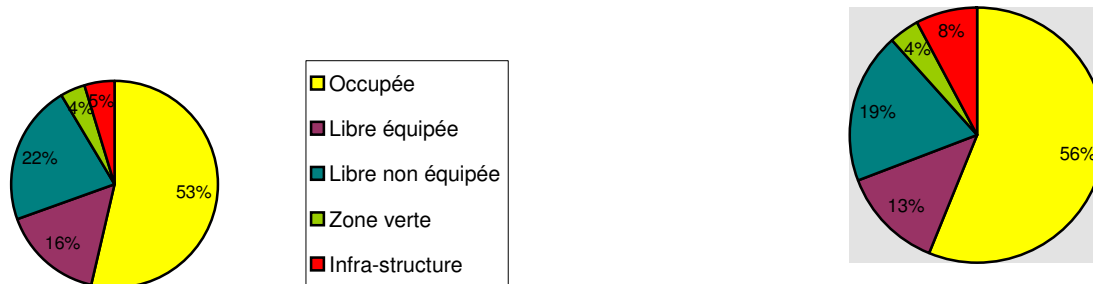 4%
5%
22%
53%
16%
Occupée
Libre équipée
Libre non équipée
Zone verte
Infra-structure
8%
4%
19%
56%
13%